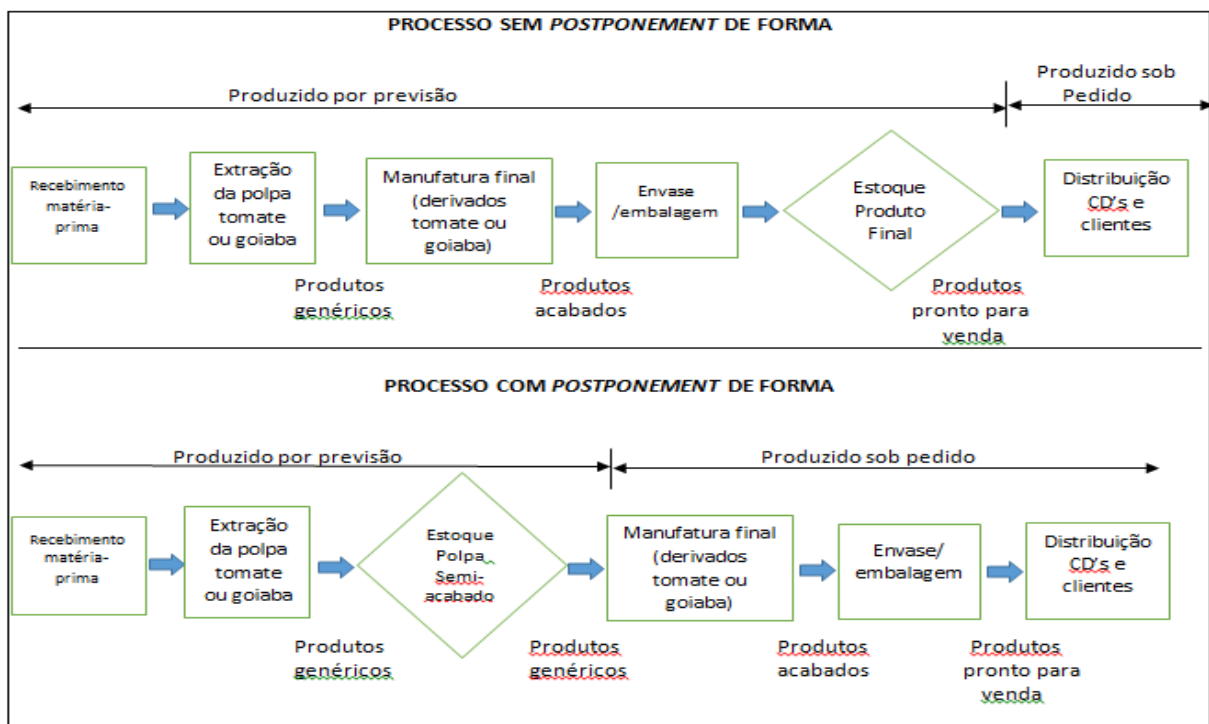 PROCESSO SEM POSTPONEMENT DE FORMA
Produzido por previsão
Produzido sob
Pedido
Recebimento
matéria-
prima
Extração
da polpa
tomate
ou goiaba
Manufatura final
(derivados
tomate ou
goiaba)
Envase
/embalagem
Estoque
Produto
Final
Distribuição
CD's e
clientes
Produtos
genéricos
Produtos
acabados
Produtos
pronto para
venda
PROCESSO COM POSTPONEMENT DE FORMA
Produzido por previsão
Produzido sob pedido
Recebimento
matéria-
prima
Extração
da polpa
tomate
ou goiaba
Estoque
Polpa
Semi-
acabado
Manufatura final
(derivados
tomate ou
goiaba)
Envase/
embalagem
Distribuição
CD's e
clientes
Produtos
genéricos
Produtos
genéricos
Produtos
acabados
Produtos
pronto para
venda